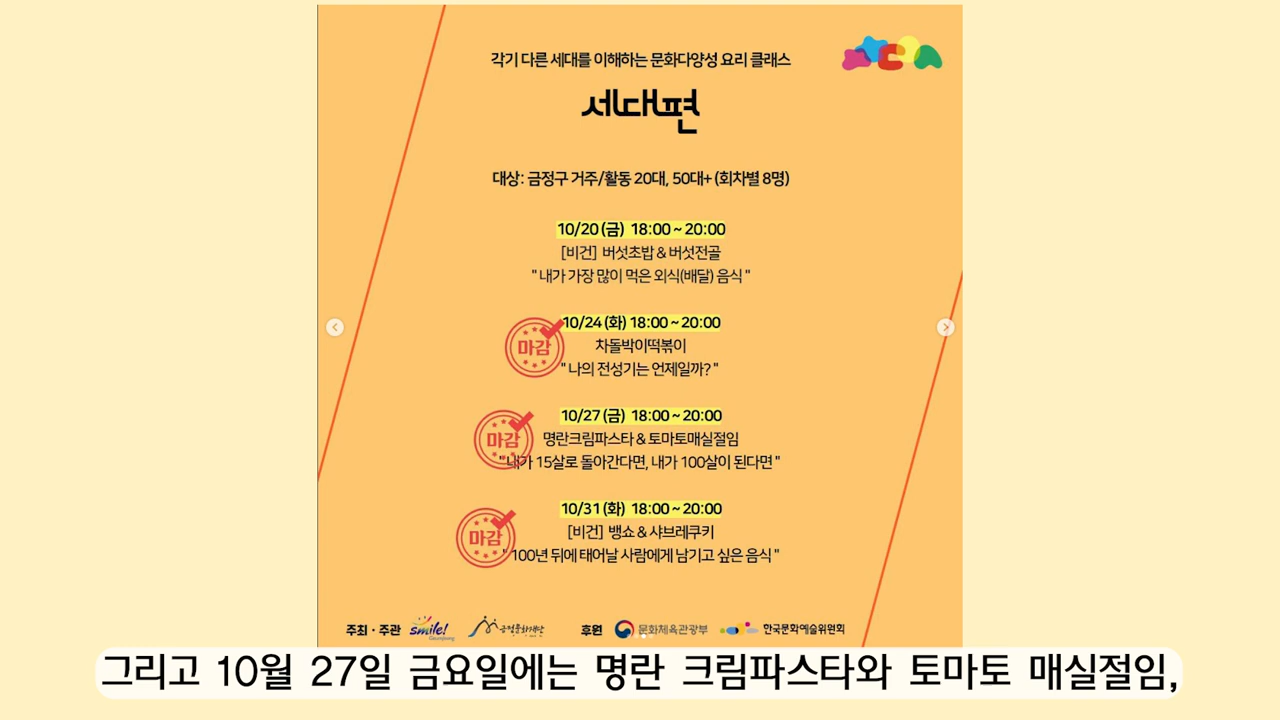 각기 다른 세대를 이해하는 문화다양성 요리 클래스
세대편
대상: 금정구 거주/활동 20대, 50대+ (회차별 8명)
10/20 (금) 18:00 ~ 20:00
[비건] 버섯초밥 & 버섯전골
" 내가 가장 많이 먹은 외식(배달) 음식 "
10/24 (화) 18:00 ~ 20:00
마감
차돌박이떡볶이
" 나의 전성기는 언제일까? "
10/27 (금) 18:00 ~ 20:00
마감
명란크림파스타 & 토마토매실절임
" 내가 15살로 돌아간다면, 내가 100살이 된다면 "
10/31 (화) 18:00 ~ 20:00
마감
[비건] 뱅쇼 & 샤브레쿠키
" 100년 뒤에 태어날 사람에게 남기고 싶은 음식 "
주최 · 주관 smile! Geumjeong 금정문화재단 후원 문화체육관광부 한국문화예술위원회
그리고 10월 27일 금요일에는 명란 크림파스타와 토마토 매실절임,